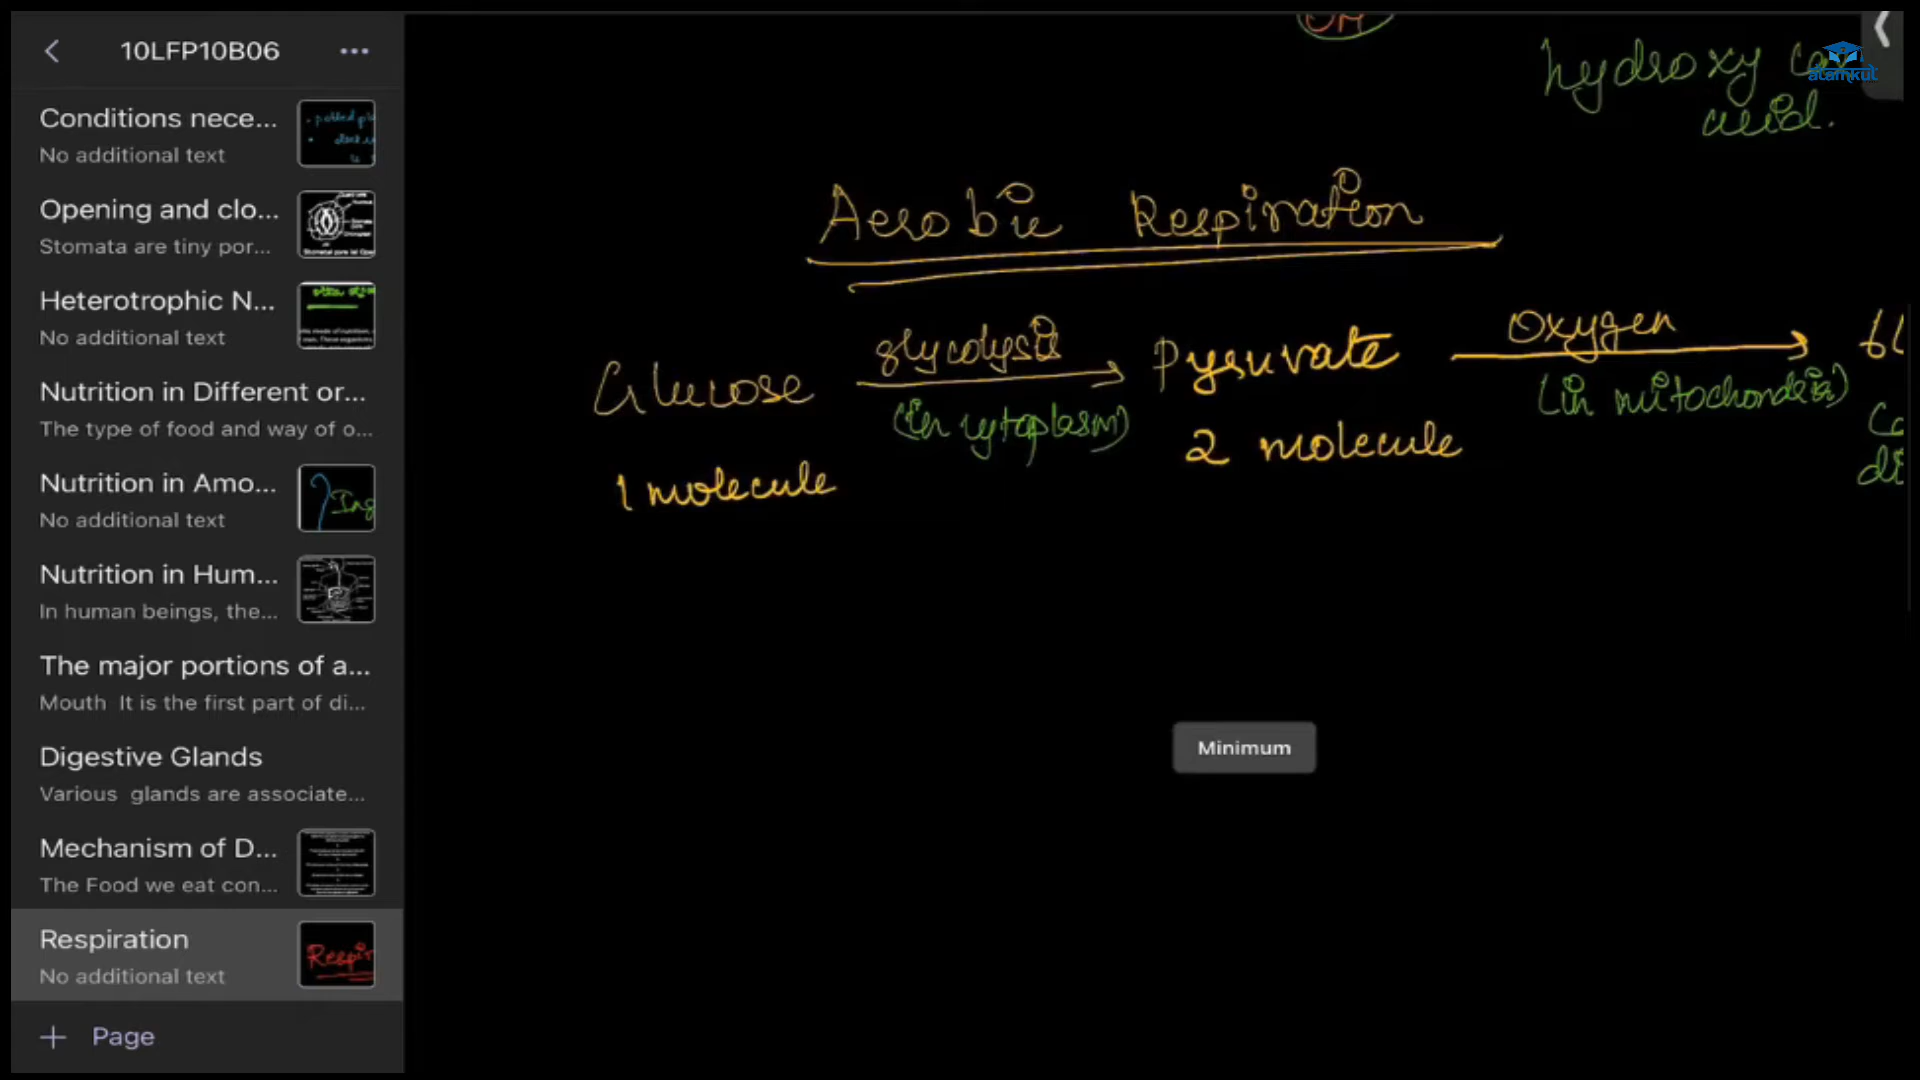 10LFP10B06
Conditions nece...
No additional text
Opening and clo...
Stomata are tiny por...
Heterotrophic N...
No additional text
Nutrition in Different or...
The type of food and way of o...
Nutrition in Amo...
No additional text
Nutrition in Hum...
In human beings, the...
The major portions of a...
Mouth It is the first part of di...
Digestive Glands
Various glands are associate...
Mechanism of D...
The Food we eat con...
Respiration
No additional text
Page
OH
hydroxy
acid.
atamkul
Aerobic Respiration
Glucose glycolysis Pyruvate Oxygen
(in cytoplasm) (in mitochondria)
1 molecule 2 molecule
Minimum